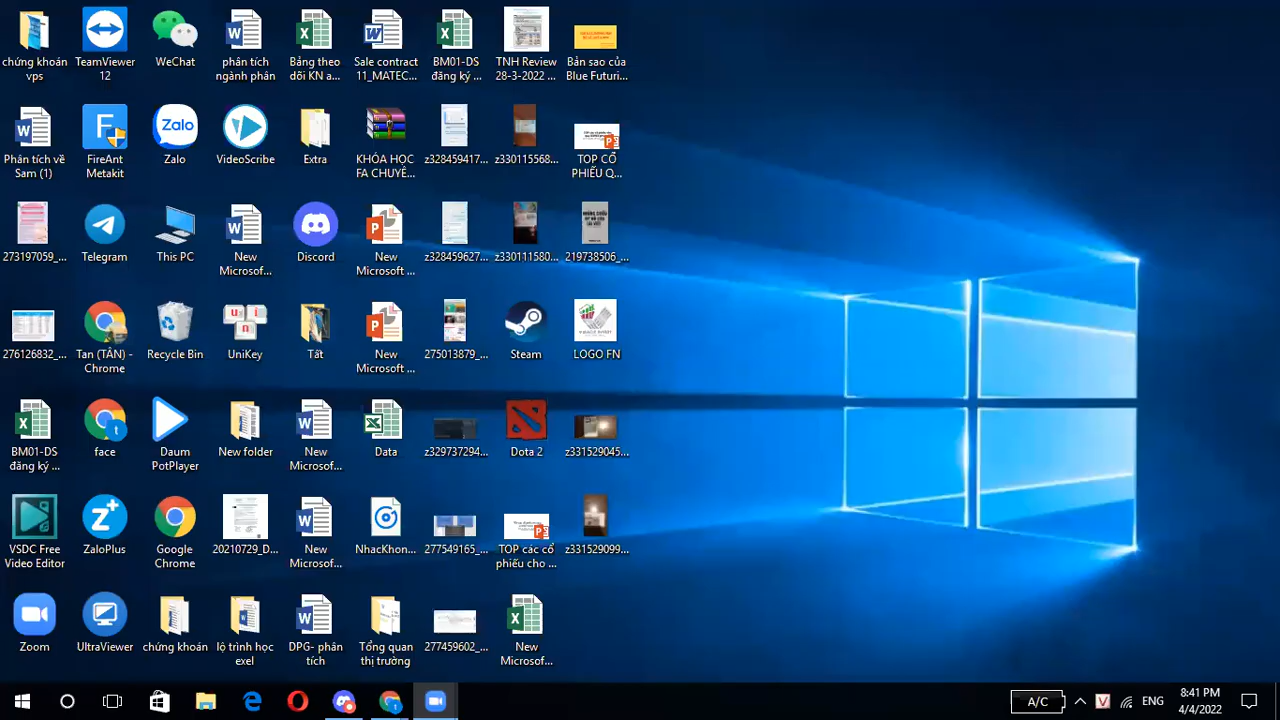 chứng khoán
vps
TeamViewer
12
WeChat
phân tích
ngành phân
Bảng theo
dõi KN a...
Sale contract
11_MATEC...
BM01-DS
đăng ký ...
TNH Review
28-3-2022 ...
Bản sao của
Blue Futuri...
Phân tích về
Sam (1)
FireAnt
Metakit
Zalo
Zalo
VideoScribe
Extra
KHÓA HỌC
FA CHUYÊ...
z328459417...
z330115568...
TOP CỔ
PHIẾU Q...
273197059_...
Telegram
This PC
New
Microsof...
Discord
New
Microsoft ...
z328459627...
z330111580...
219738506_...
276126832_...
Tan (TÂN) -
Chrome
Recycle Bin
UniKey
Tất
New
Microsoft ...
275013879_...
Steam
LOGO FN
BM01-DS
đăng ký ...
face
Daum
PotPlayer
New folder
New
Microsof...
Data
z329737294...
Dota 2
z331529045...
VSDC Free
Video Editor
ZaloPlus
Google
Chrome
20210729_D...
New
Microsof...
NhacKhon...
277549165_...
TOP các cổ
phiếu cho ...
z331529099...
Zoom
UltraViewer
chứng khoán
lộ trình học
exel
DPG- phân
tích
Tổng quan
thị trường
277459602_...
New
Microsof...
A/C
ENG
8:41 PM
4/4/2022